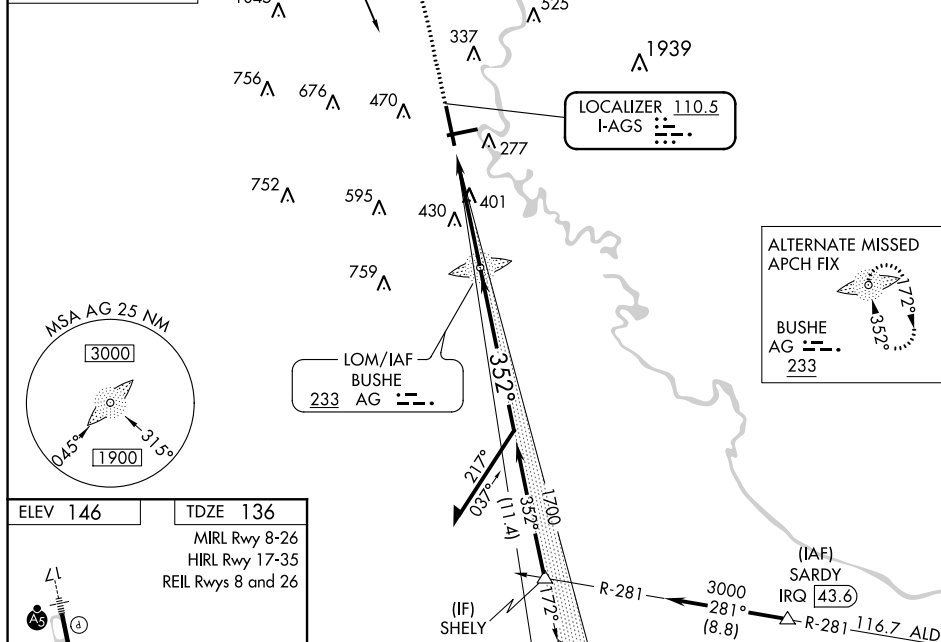 525
337
1939
756
676
470
LOCALIZER 110.5
I-AGS
277
752
595
430
401
759
ALTERNATE MISSED
APCH FIX
172°
352°
BUSHE
AG
233
MSA AG 25 NM
3000
045°
315°
1900
LOM/IAF
BUSHE
233 AG
352°
217°
037°
352°
(11.4)
1700
172°
(IF)
SHELY
R-281
3000
281°
(8.8)
(IAF)
SARDY
IRQ 43.6
R-281 116.7 ALD
ELEV 146
TDZE 136
MIRL Rwy 8-26
HIRL Rwy 17-35
REIL Rwys 8 and 26
17
A5
P